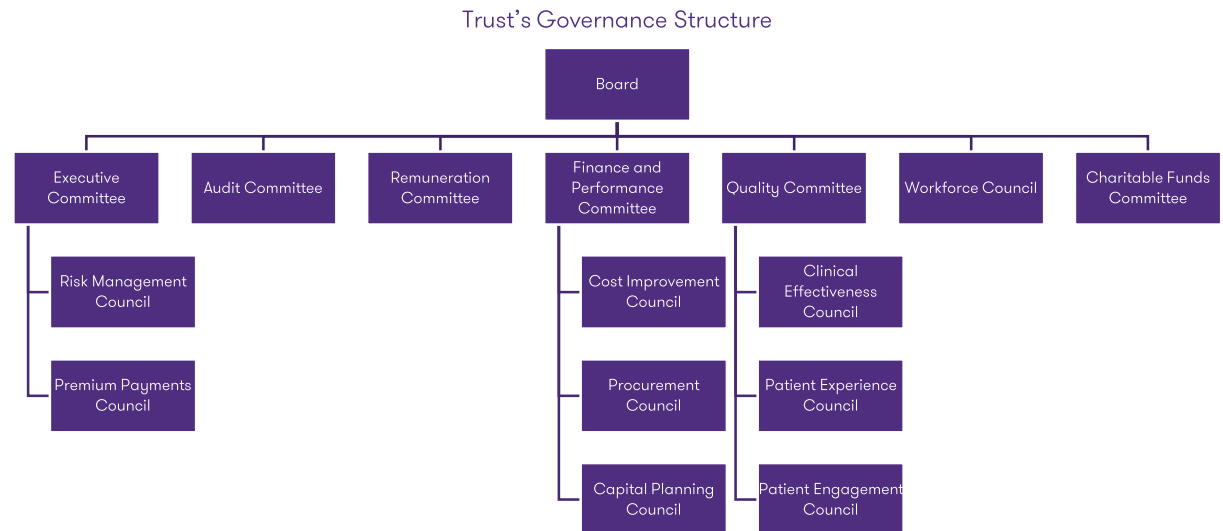 Trust's Governance Structure
Board
Executive
Committee
Audit Committee
Remuneration
Committee
Finance and
Performance
Committee
Quality Committee
Workforce Council
Charitable Funds
Committee
Risk Management
Council
Cost Improvement
Council
Clinical
Effectiveness
Council
Premium Payments
Council
Procurement
Council
Patient Experience
Council
Capital Planning
Council
Patient Engagement
Council